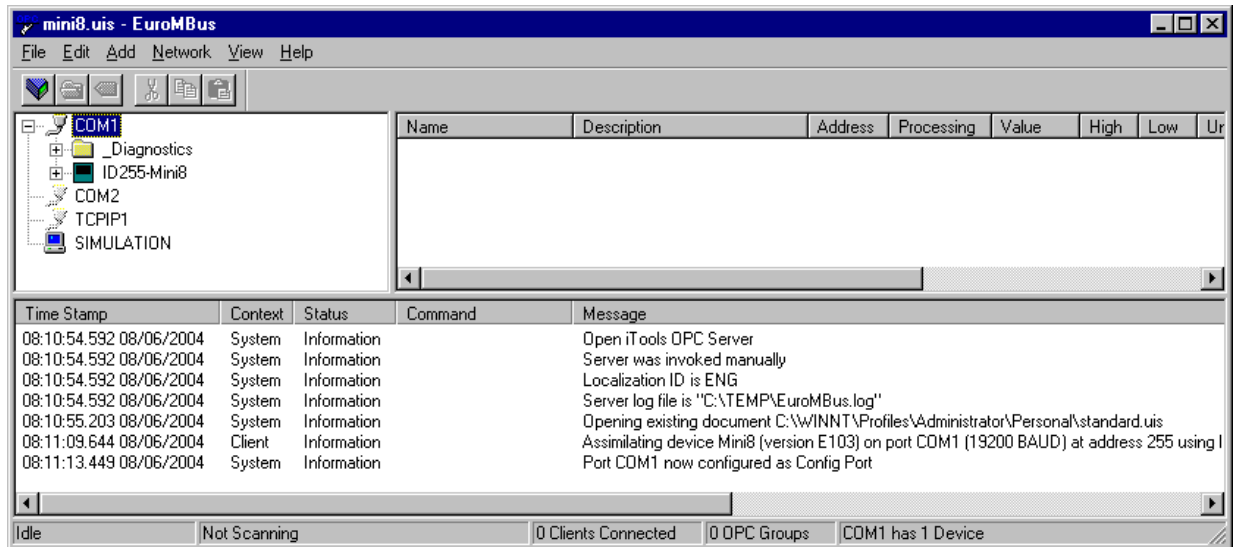 mini8.uis - EuroMBus
File Edit Add Network View Help
COM1
_Diagnostics
ID255-Mini8
COM2
TCPIP1
SIMULATION
Name Description Address Processing Value High Low Ur
Time Stamp Context Status Command Message
08:10:54.592 08/06/2004 System Information Open iTools OPC Server
08:10:54.592 08/06/2004 System Information Server was invoked manually
08:10:54.592 08/06/2004 System Information Localization ID is ENG
08:10:54.592 08/06/2004 System Information Server log file is "C:\TEMP\EuroMBus.log"
08:10:55.203 08/06/2004 System Information Opening existing document C:\WINNT\Profiles\Administrator\Personal\standard.uis
08:11:09.644 08/06/2004 Client Information Assimilating device Mini8 (version E103) on port COM1 (19200 BAUD) at address 255 using I
08:11:13.449 08/06/2004 System Information Port COM1 now configured as Config Port
Idle Not Scanning 0 Clients Connected 0 OPC Groups COM1 has 1 Device